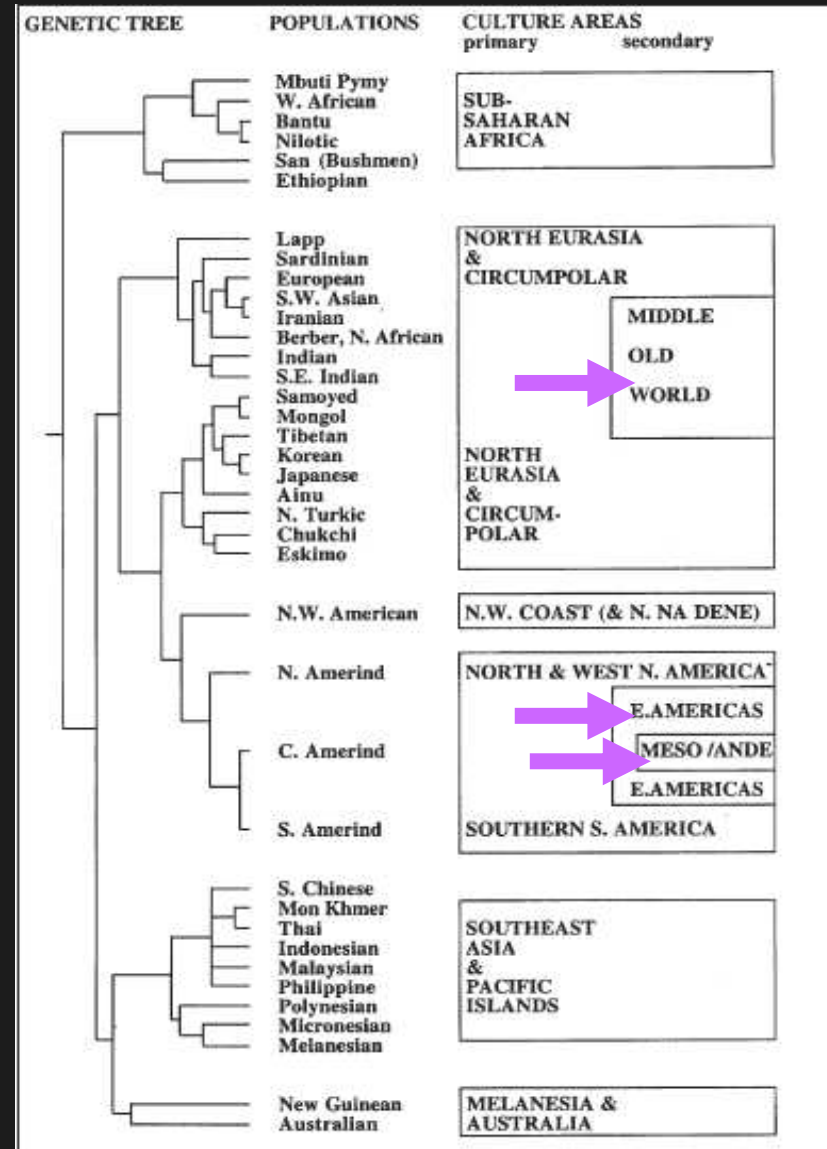 GENETIC TREE POPULATIONS CULTURE AREAS
primary secondary
Mbuti Pymy
W. African
Bantu
Nilotic
San (Bushmen)
Ethiopian
SUB-
SAHARAN
AFRICA
Lapp
Sardinian
European
S.W. Asian
Iranian
Berber, N. African
Indian
S.E. Indian
Samoyed
Mongol
Tibetan
Korean
Japanese
Ainu
N. Turkic
Chukchi
Eskimo
NORTH EURASIA
&
CIRCUMPOLAR
MIDDLE
OLD
WORLD
NORTH
EURASIA
&
CIRCUM-
POLAR
N.W. American
N.W. COAST (& N. NA DENE)
N. Amerind
C. Amerind
S. Amerind
NORTH & WEST N. AMERICA
E.AMERICAS
MESO /ANDE
E.AMERICAS
SOUTHERN S. AMERICA
S. Chinese
Mon Khmer
Thai
Indonesian
Malaysian
Philippine
Polynesian
Micronesian
Melanesian
SOUTHEAST
ASIA
&
PACIFIC
ISLANDS
New Guinean
Australian
MELANESIA &
AUSTRALIA